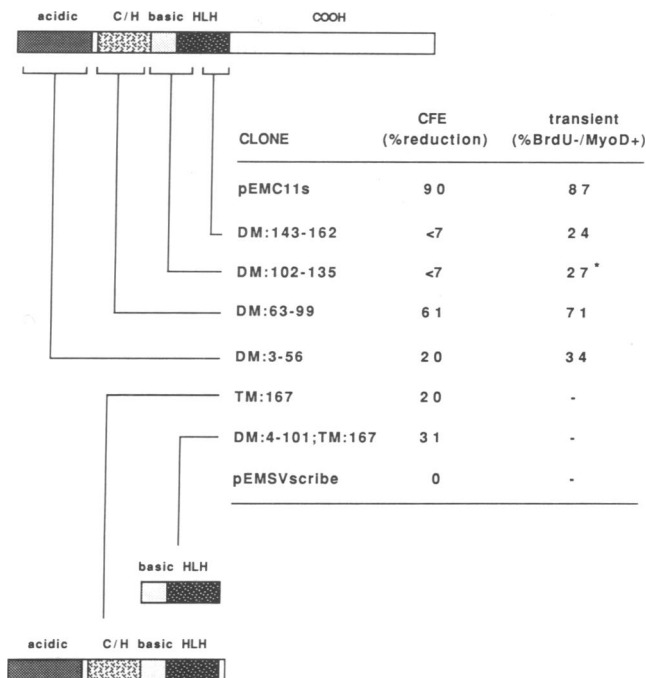 acidic C/H basic HLH COOH
CFE transient
CLONE (%reduction) (%BrdU-/MyoD+)
pEMC11s 90 87
DM:143-162 <7 24
DM:102-135 <7 27*
DM:63-99 61 71
DM:3-56 20 34
TM:167 20 -
DM:4-101;TM:167 31 -
pEMSVscribe 0 -
basic HLH
acidic C/H basic HLH